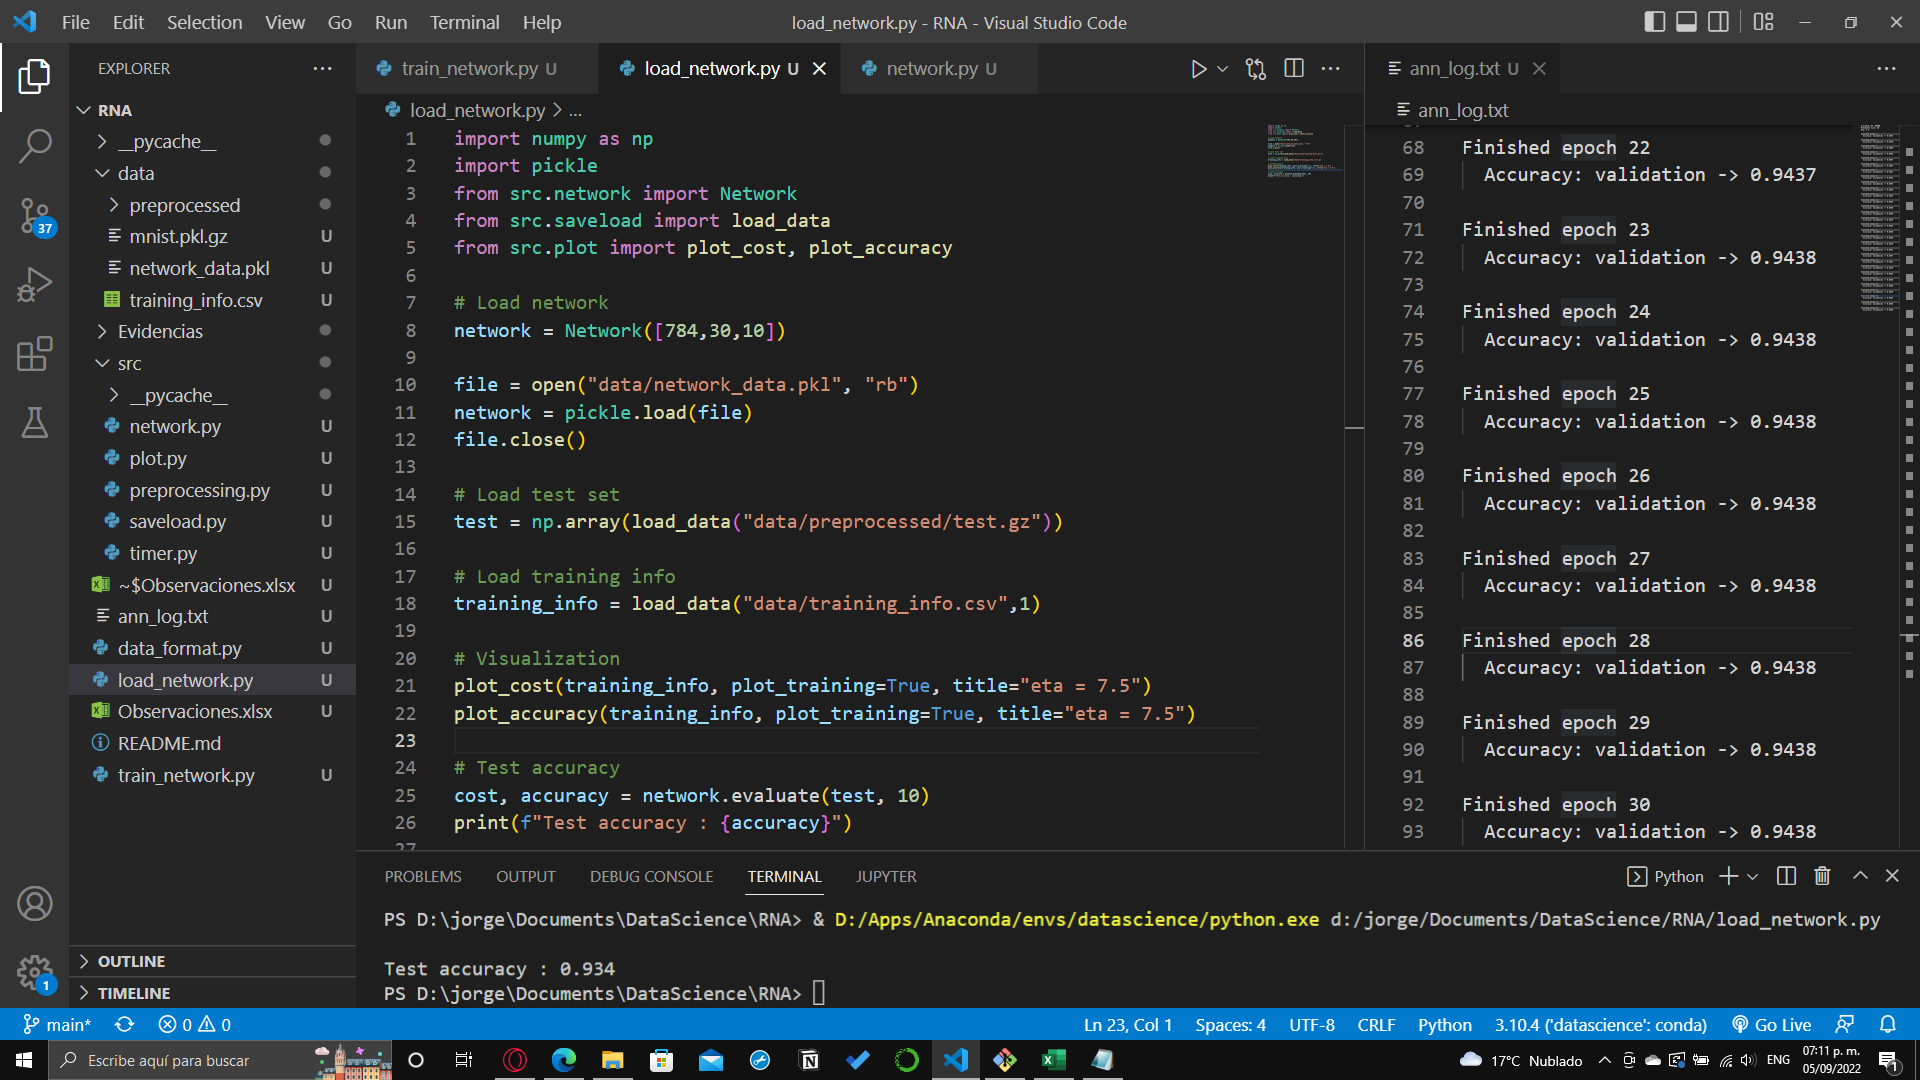 File Edit Selection View Go Run Terminal Help
load_network.py - RNA - Visual Studio Code
EXPLORER
RNA
__pycache__
data
preprocessed
mnist.pkl.gz U
network_data.pkl U
training_info.csv U
Evidencias
src
__pycache__
network.py U
plot.py U
preprocessing.py U
saveload.py U
timer.py U
~$Observaciones.xlsx U
ann_log.txt U
data_format.py U
load_network.py U
Observaciones.xlsx U
README.md
train_network.py U
OUTLINE
TIMELINE
37
1
train_network.py U
load_network.py U
network.py U
load_network.py > ...
1 import numpy as np
2 import pickle
3 from src.network import Network
4 from src.saveload import load_data
5 from src.plot import plot_cost, plot_accuracy
6
7 # Load network
8 network = Network([784,30,10])
9
10 file = open("data/network_data.pkl", "rb")
11 network = pickle.load(file)
12 file.close()
13
14 # Load test set
15 test = np.array(load_data("data/preprocessed/test.gz"))
16
17 # Load training info
18 training_info = load_data("data/training_info.csv",1)
19
20 # Visualization
21 plot_cost(training_info, plot_training=True, title="eta = 7.5")
22 plot_accuracy(training_info, plot_training=True, title="eta = 7.5")
23
24 # Test accuracy
25 cost, accuracy = network.evaluate(test, 10)
26 print(f"Test accuracy : {accuracy}")
27
ann_log.txt U
ann_log.txt
68 Finished epoch 22
69 Accuracy: validation -> 0.9437
70
71 Finished epoch 23
72 Accuracy: validation -> 0.9438
73
74 Finished epoch 24
75 Accuracy: validation -> 0.9438
76
77 Finished epoch 25
78 Accuracy: validation -> 0.9438
79
80 Finished epoch 26
81 Accuracy: validation -> 0.9438
82
83 Finished epoch 27
84 Accuracy: validation -> 0.9438
85
86 Finished epoch 28
87 Accuracy: validation -> 0.9438
88
89 Finished epoch 29
90 Accuracy: validation -> 0.9438
91
92 Finished epoch 30
93 Accuracy: validation -> 0.9438
PROBLEMS OUTPUT DEBUG CONSOLE TERMINAL JUPYTER
Python
PS D:\jorge\Documents\DataScience\RNA> & D:/Apps/Anaconda/envs/datascience/python.exe d:/jorge/Documents/DataScience/RNA/load_network.py
Test accuracy : 0.934
PS D:\jorge\Documents\DataScience\RNA>
main* 0 0
Ln 23, Col 1 Spaces: 4 UTF-8 CRLF Python 3.10.4 ('datascience': conda) Go Live
Escribe aquí para buscar
17°C Nublado
ENG
07:11 p. m.
05/09/2022
1